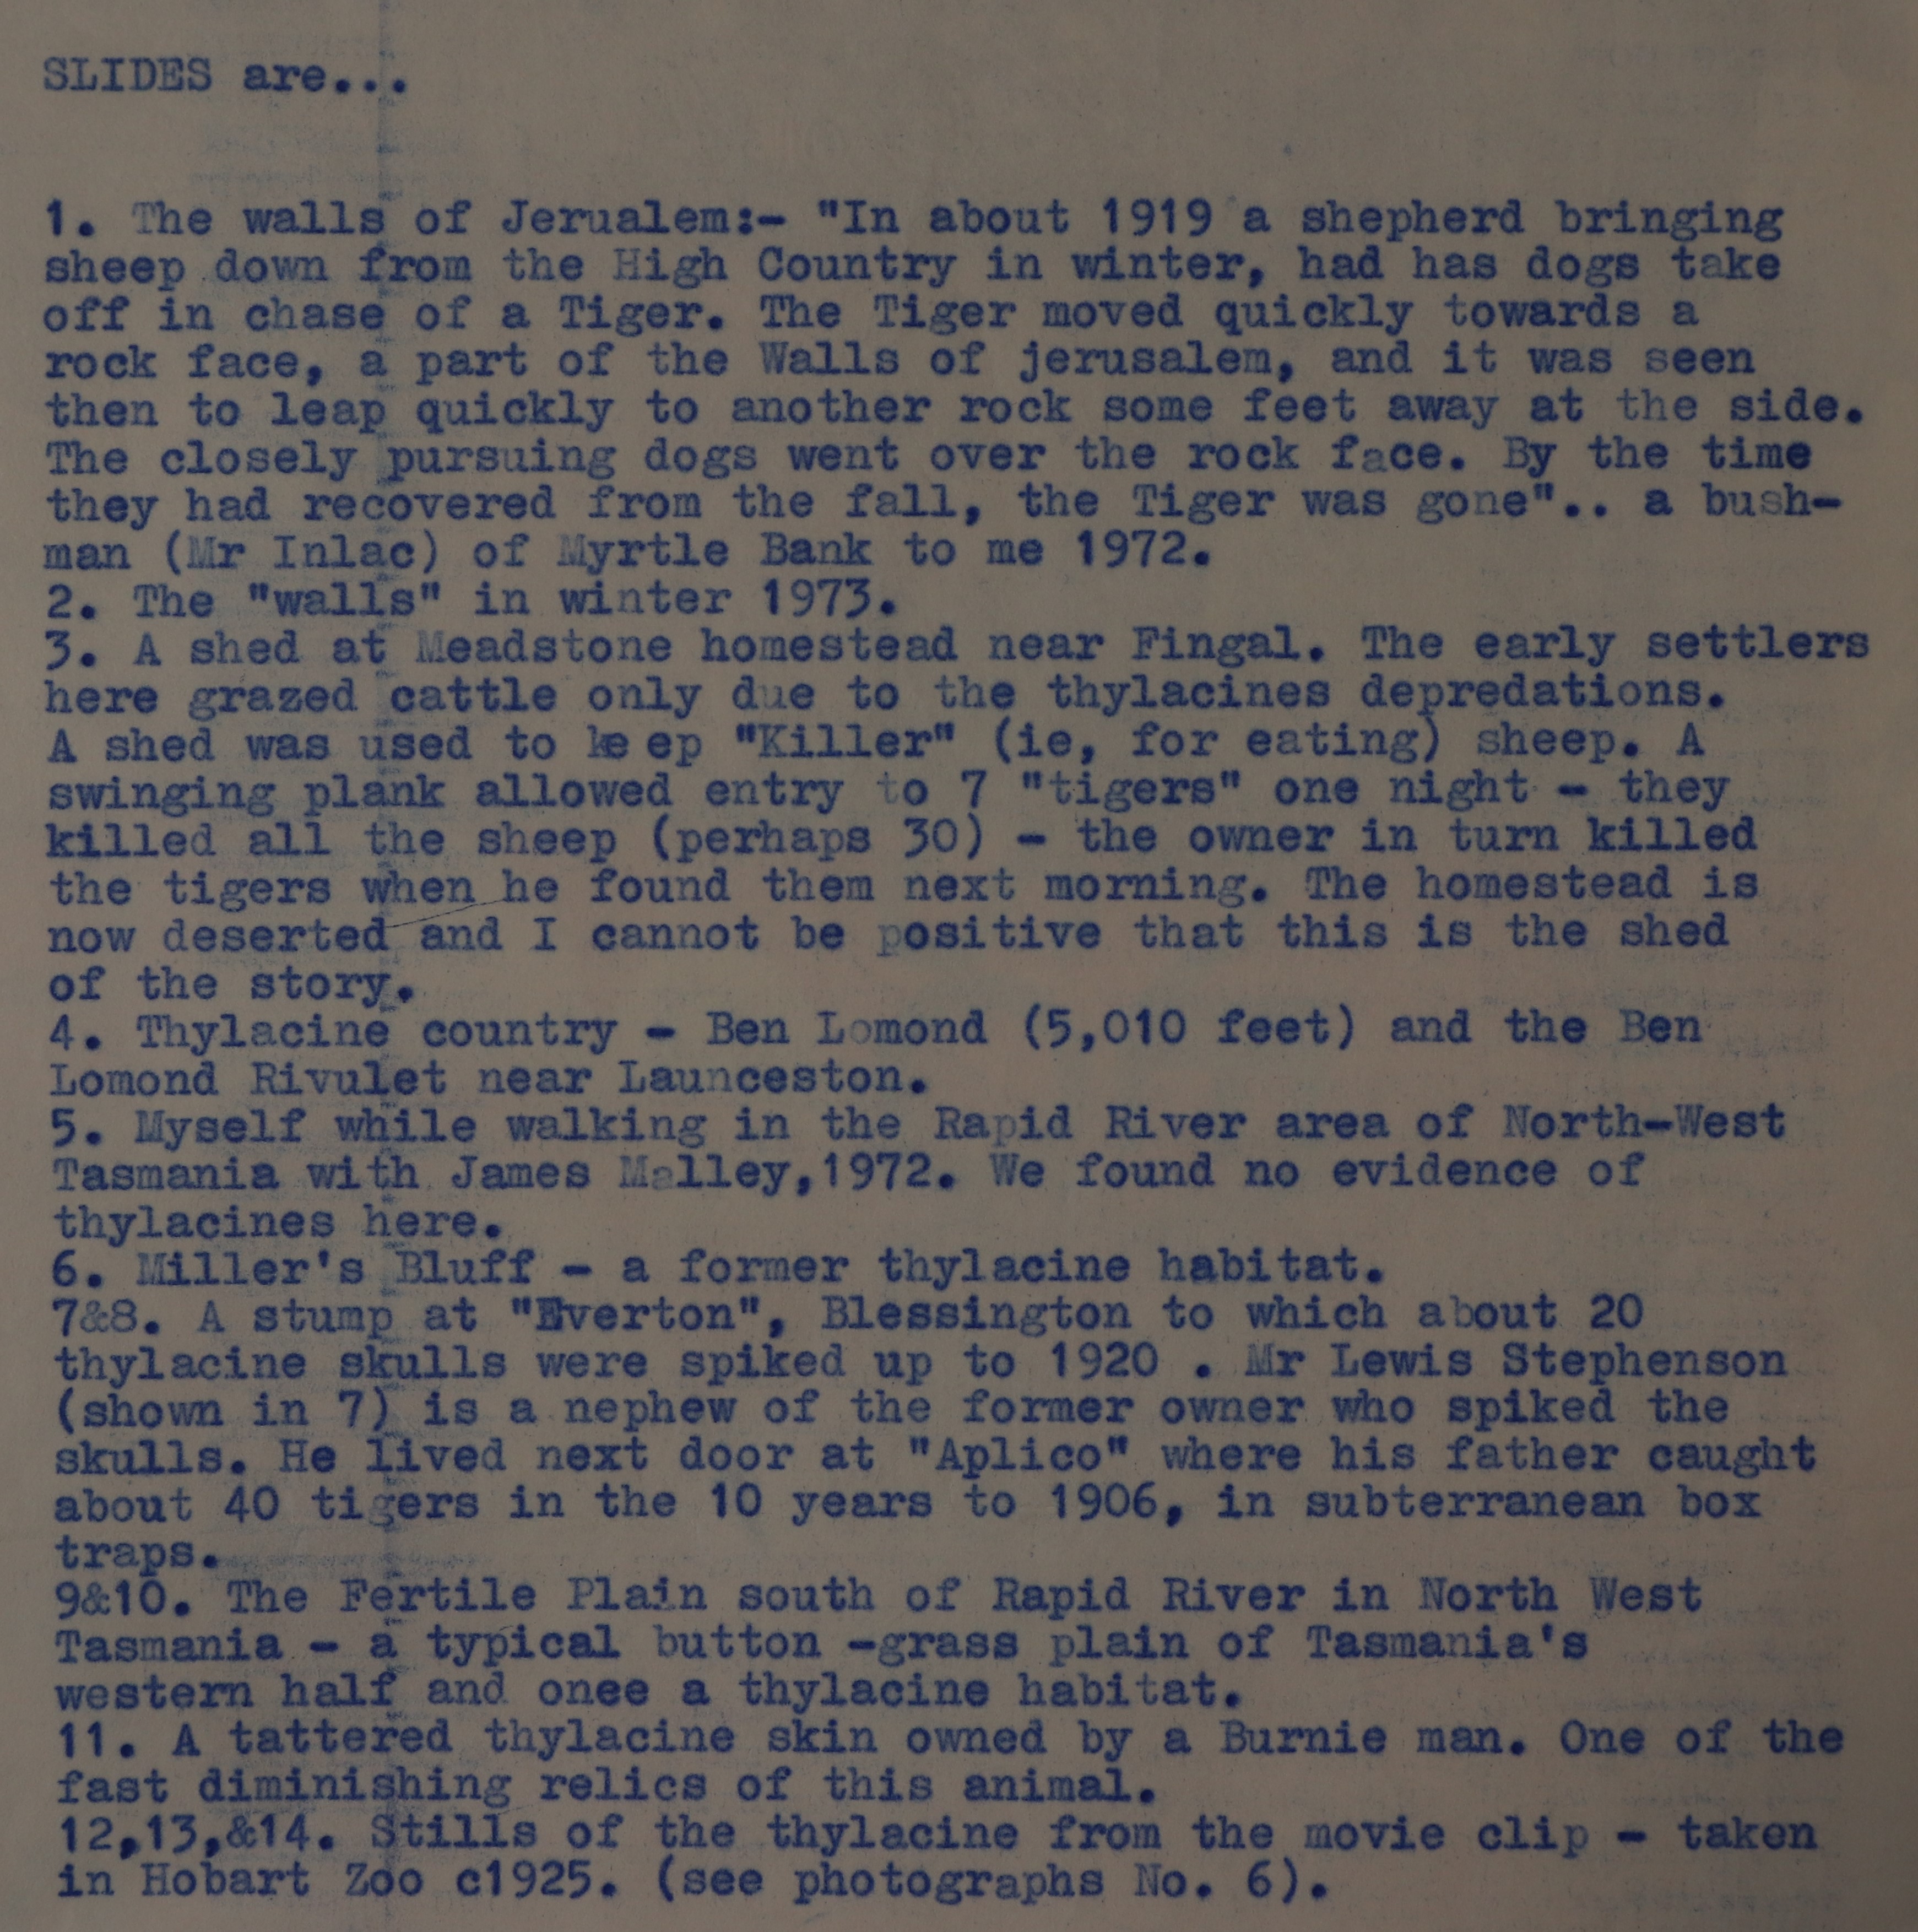 SLIDES are...
1. The walls of Jerualem:- "In about 1919 a shepherd bringing
sheep down from the High Country in winter, had has dogs take
off in chase of a Tiger. The Tiger moved quickly towards a
rock face, a part of the Walls of jerusalem, and it was seen
then to leap quickly to another rock some feet away at the side.
The closely pursuing dogs went over the rock face. By the time
they had recovered from the fall, the Tiger was gone".. a bush-
man (Mr Inlac) of Myrtle Bank to me 1972.
2. The "walls" in winter 1973.
3. A shed at Meadstone homestead near Fingal. The early settlers
here grazed cattle only due to the thylacines depredations.
A shed was used to keep "Killer" (ie, for eating) sheep. A
swinging plank allowed entry to 7 "tigers" one night - they
killed all the sheep (perhaps 30) - the owner in turn killed
the tigers when he found them next morning. The homestead is
now deserted and I cannot be positive that this is the shed
of the story.
4. Thylacine country - Ben Lomond (5,010 feet) and the Ben
Lomond Rivulet near Launceston.
5. Myself while walking in the Rapid River area of North-West
Tasmania with James Malley,1972. We found no evidence of
thylacines here.
6. Miller's Bluff - a former thylacine habitat.
7&8. A stump at "Everton", Blessington to which about 20
thylacine skulls were spiked up to 1920 . Mr Lewis Stephenson
(shown in 7) is a nephew of the former owner who spiked the
skulls. He lived next door at "Aplico" where his father caught
about 40 tigers in the 10 years to 1906, in subterranean box
traps.
9&10. The Fertile Plain south of Rapid River in North West
Tasmania - a typical button -grass plain of Tasmania's
western half and onee a thylacine habitat.
11. A tattered thylacine skin owned by a Burnie man. One of the
fast diminishing relics of this animal.
12,13,&14. Stills of the thylacine from the movie clip - taken
in Hobart Zoo c1925. (see photographs No. 6).